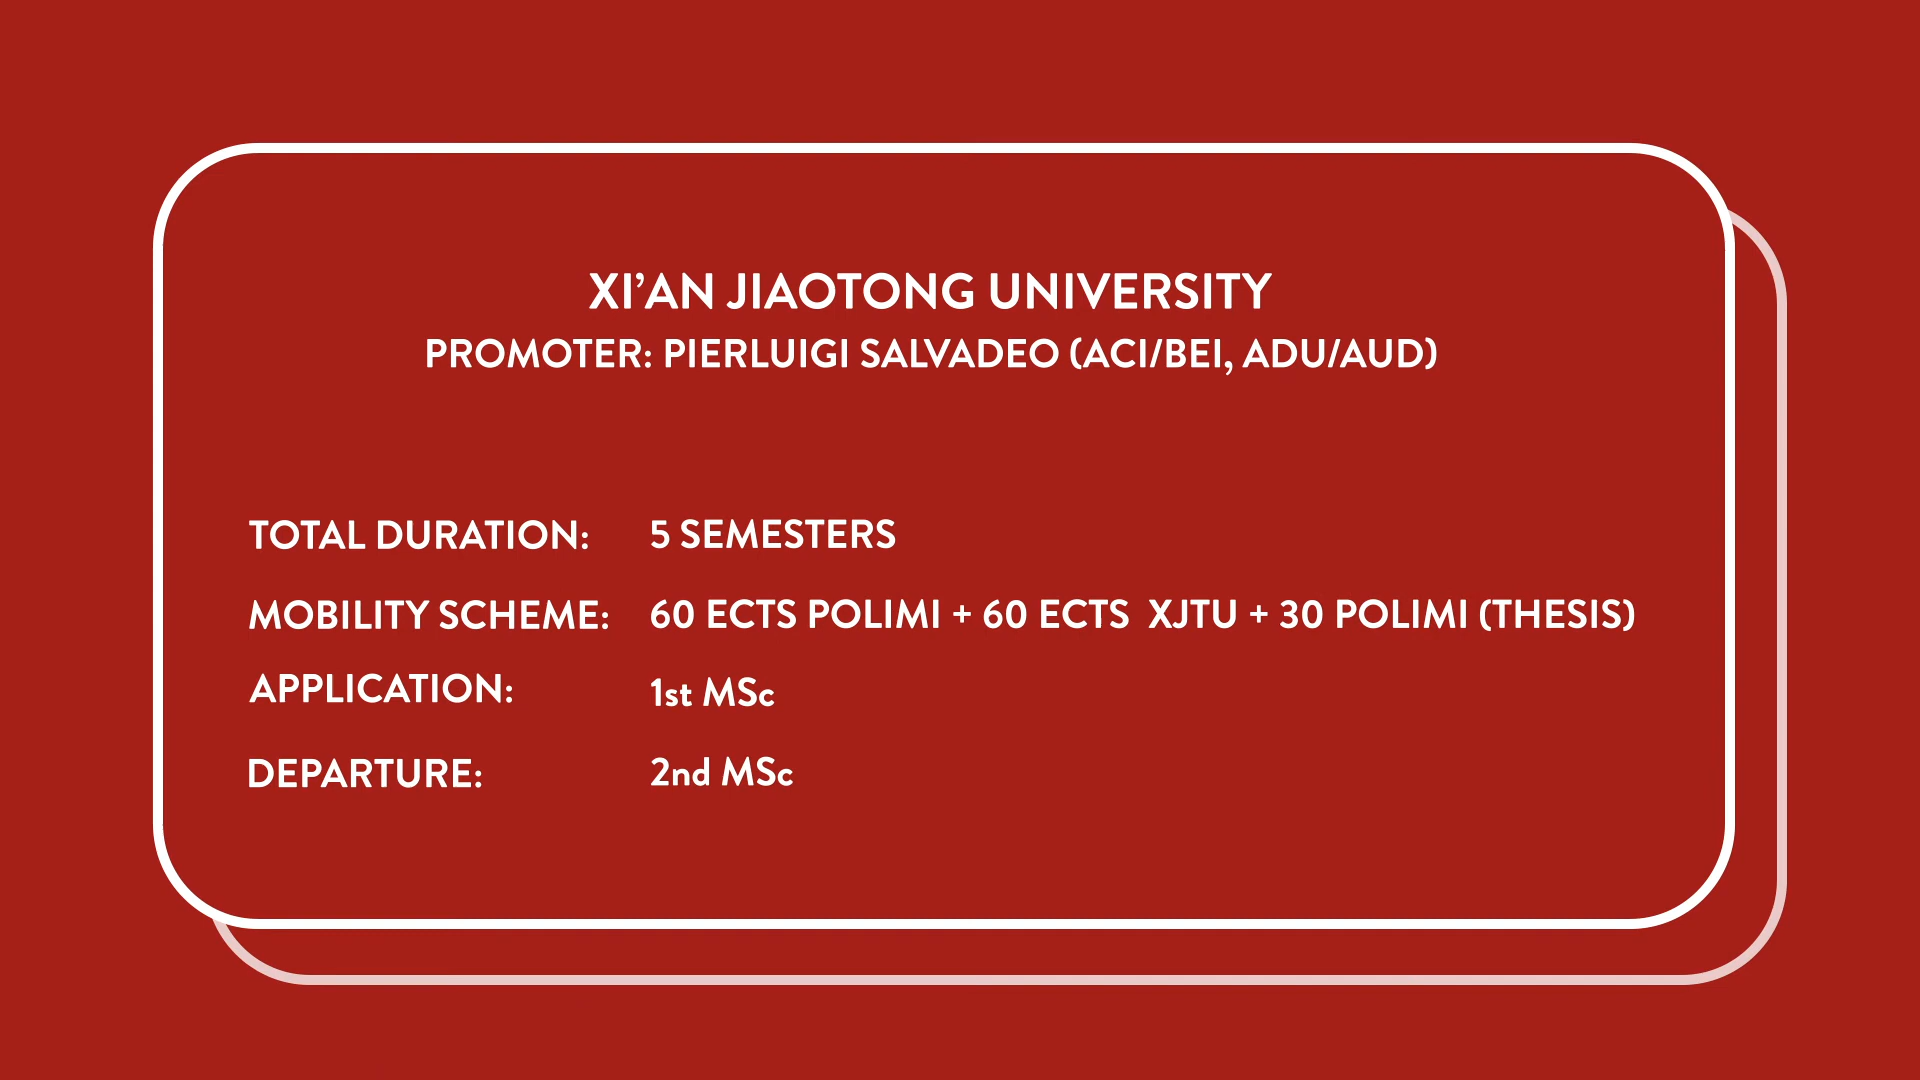 XI’AN JIAOTONG UNIVERSITY
PROMOTER: PIERLUIGI SALVADEO (ACI/BEI, ADU/AUD)
TOTAL DURATION: 5 SEMESTERS
MOBILITY SCHEME: 60 ECTS POLIMI + 60 ECTS XJTU + 30 POLIMI (THESIS)
APPLICATION: 1st MSc
DEPARTURE: 2nd MSc